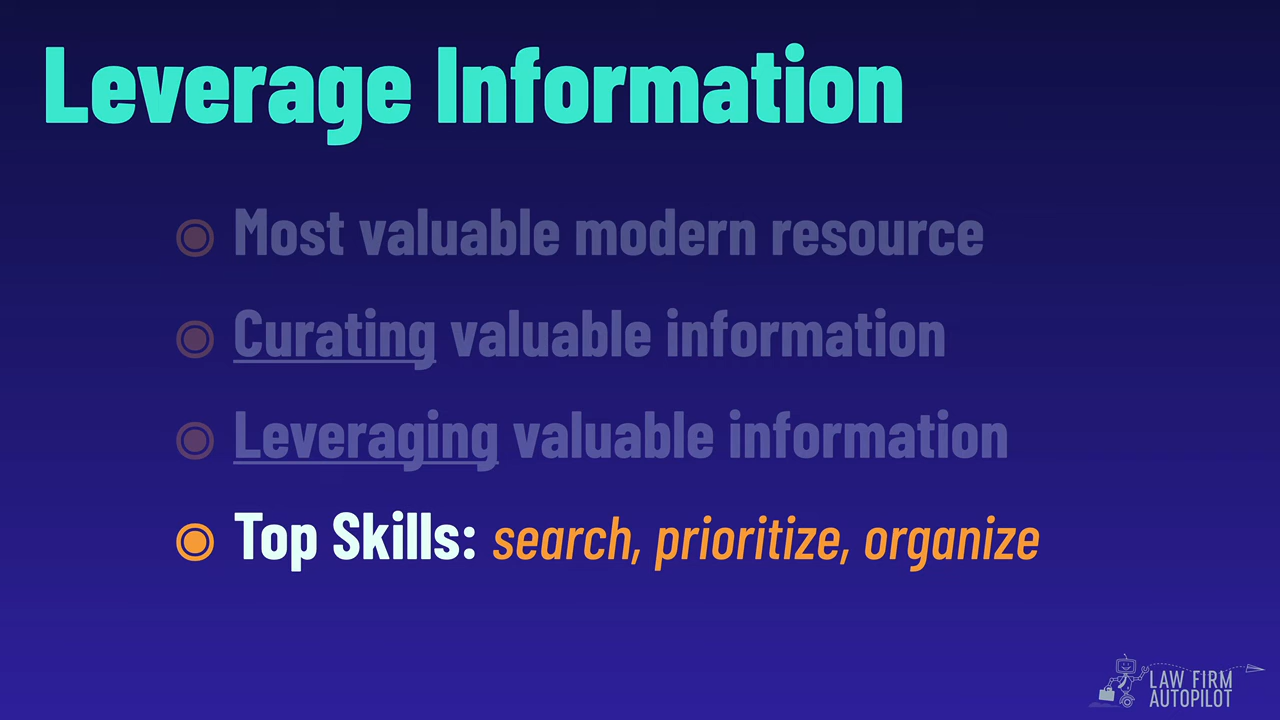 Leverage Information
Most valuable modern resource
Curating valuable information
Leveraging valuable information
Top Skills: search, prioritize, organize
LAW FIRM
AUTOPILOT